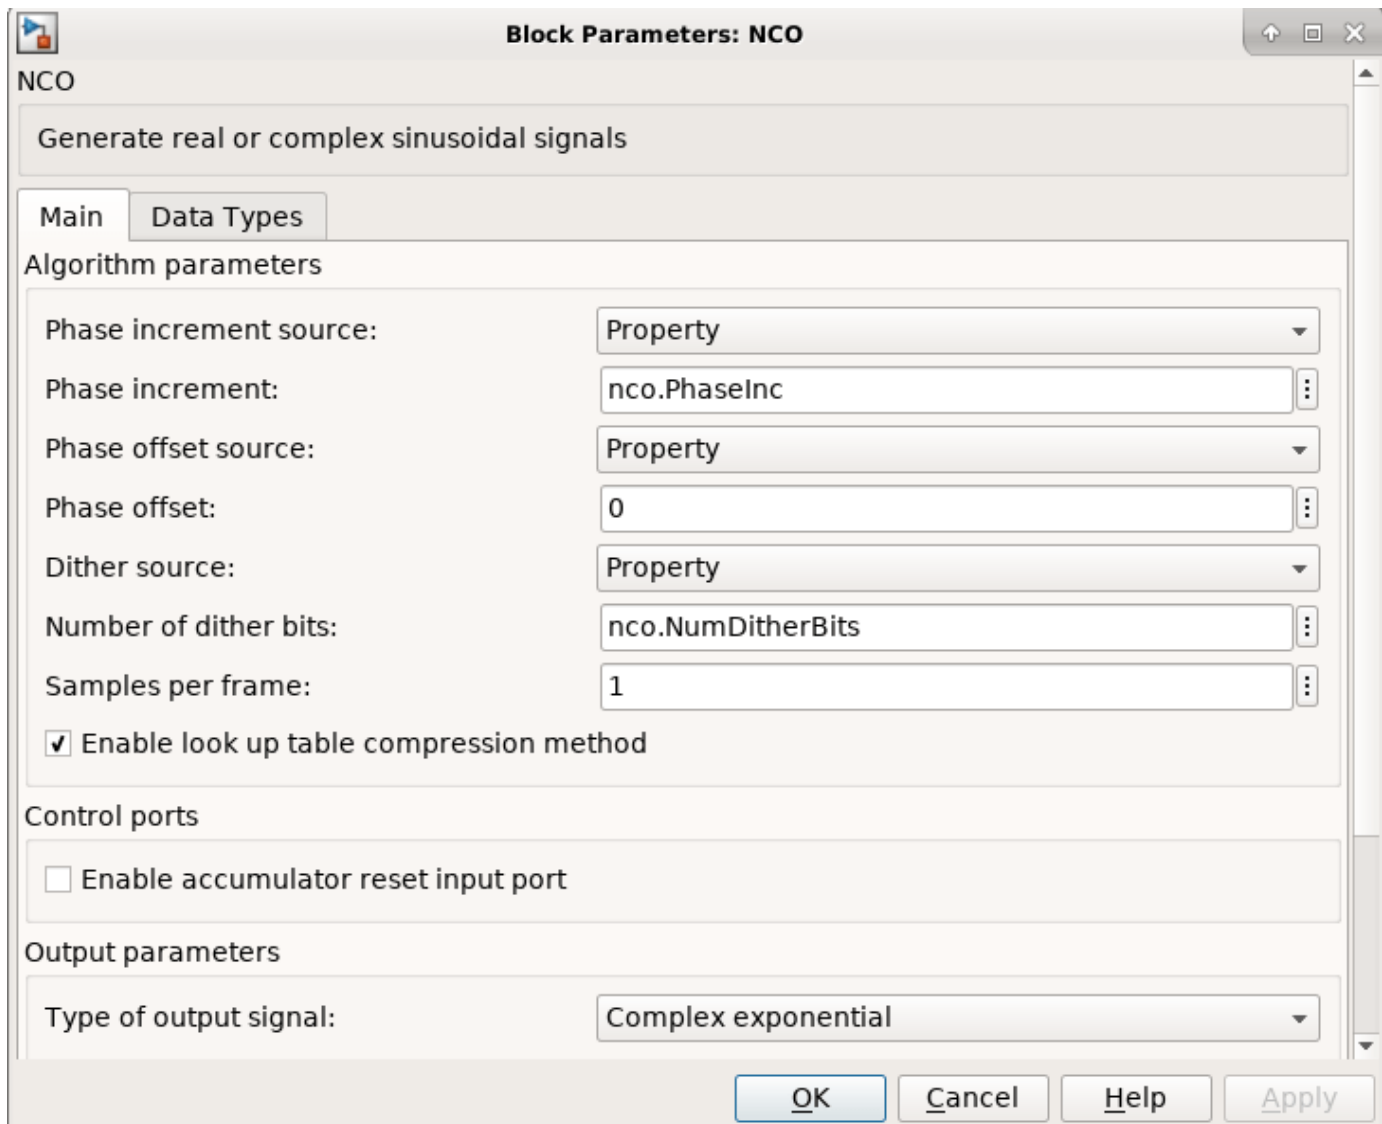 Block Parameters: NCO
NCO
Generate real or complex sinusoidal signals
Main Data Types
Algorithm parameters
Phase increment source: Property
Phase increment: nco.PhaseInc
Phase offset source: Property
Phase offset: 0
Dither source: Property
Number of dither bits: nco.NumDitherBits
Samples per frame: 1
Enable look up table compression method
Control ports
Enable accumulator reset input port
Output parameters
Type of output signal: Complex exponential
OK Cancel Help Apply